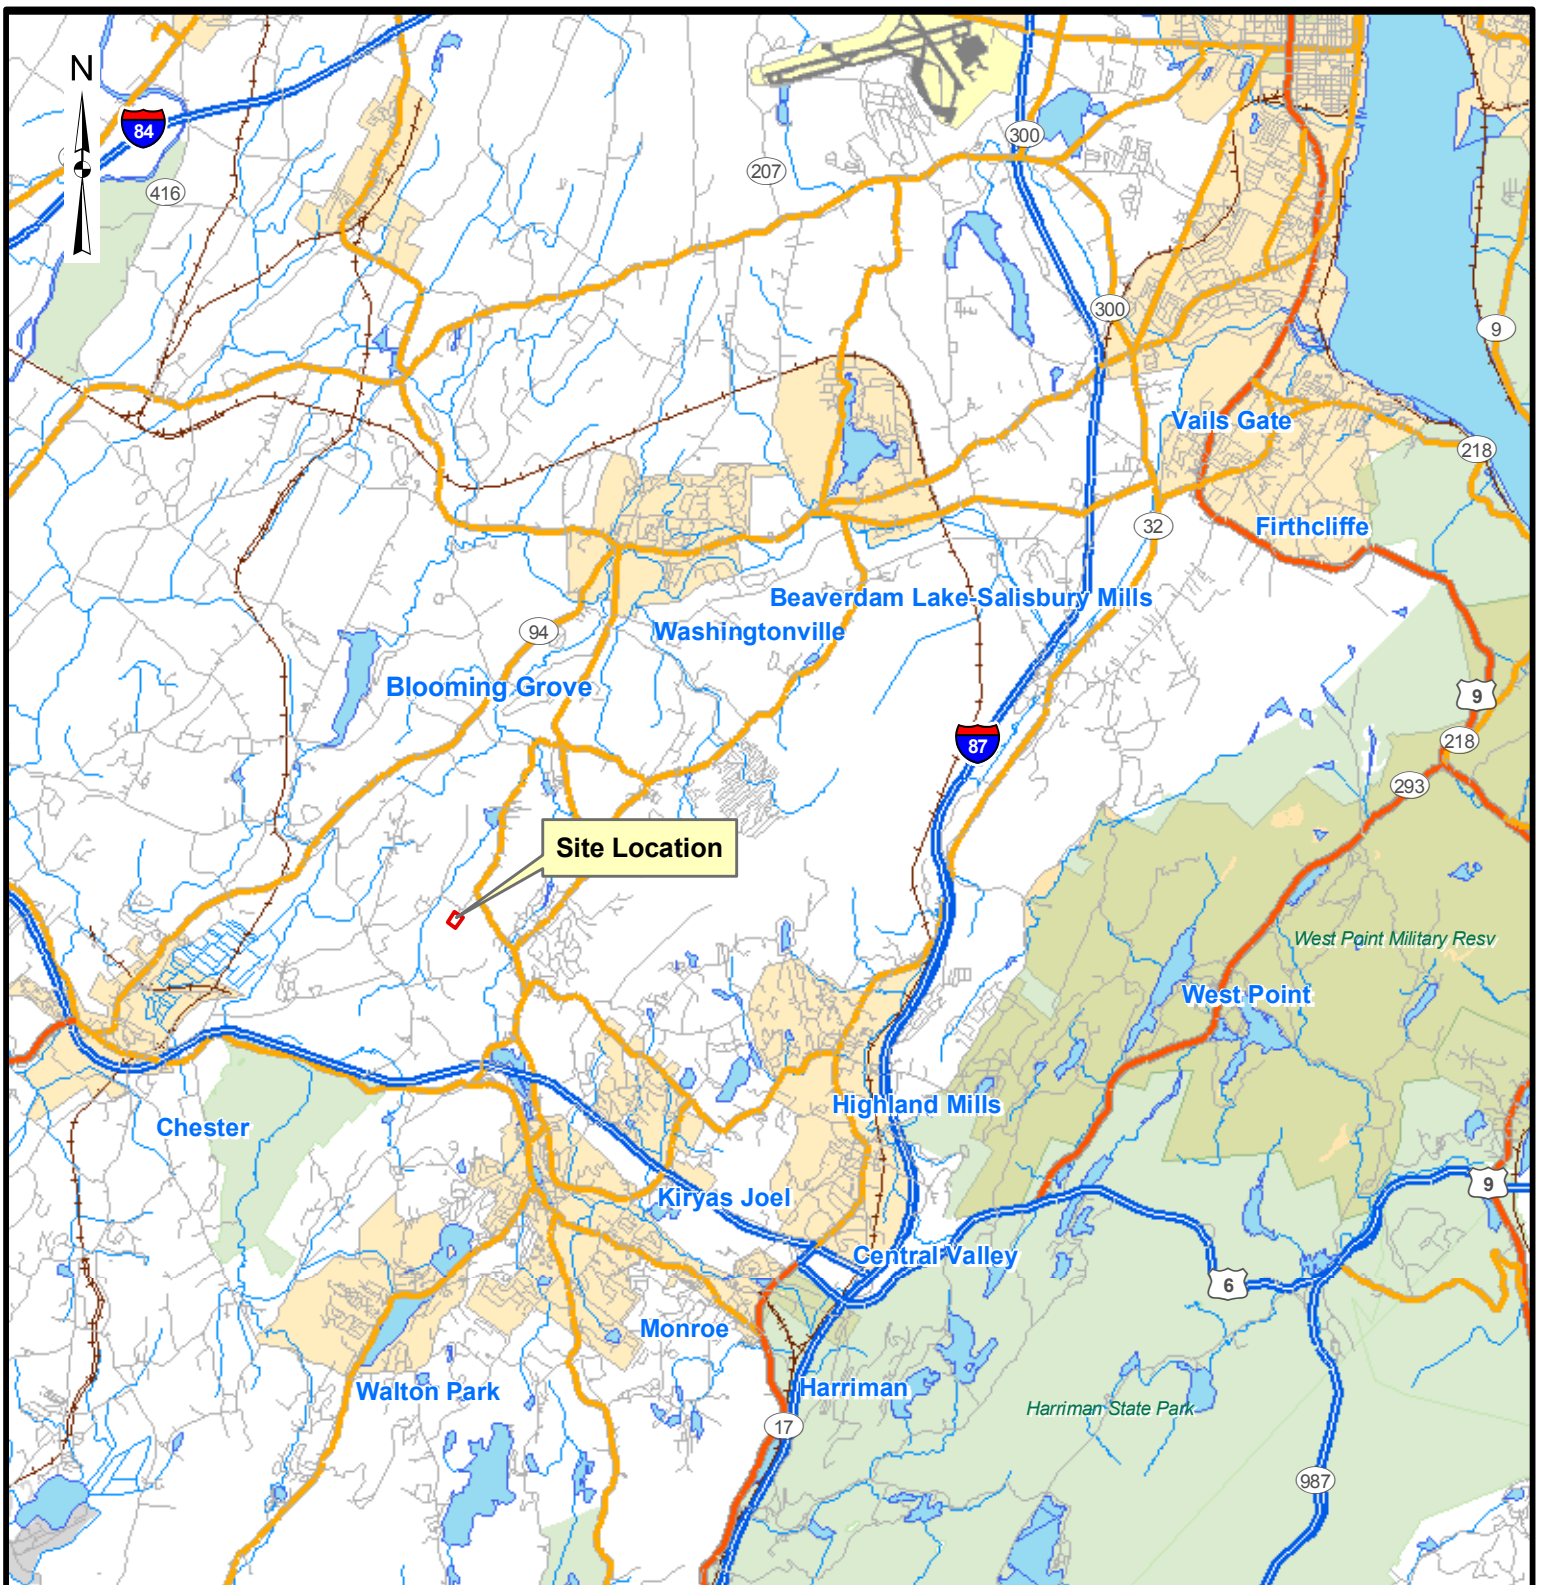 N
84
416
207
300
300
9
Vails Gate
218
32
Firthcliffe
Beaverdam Lake-Salisbury Mills
94
Washingtonville
Blooming Grove
9
218
87
293
Site Location
West Point Military Resv
West Point
Highland Mills
Chester
Kiryas Joel
9
Central Valley
6
Monroe
Walton Park
Harriman
Harriman State Park
17
987